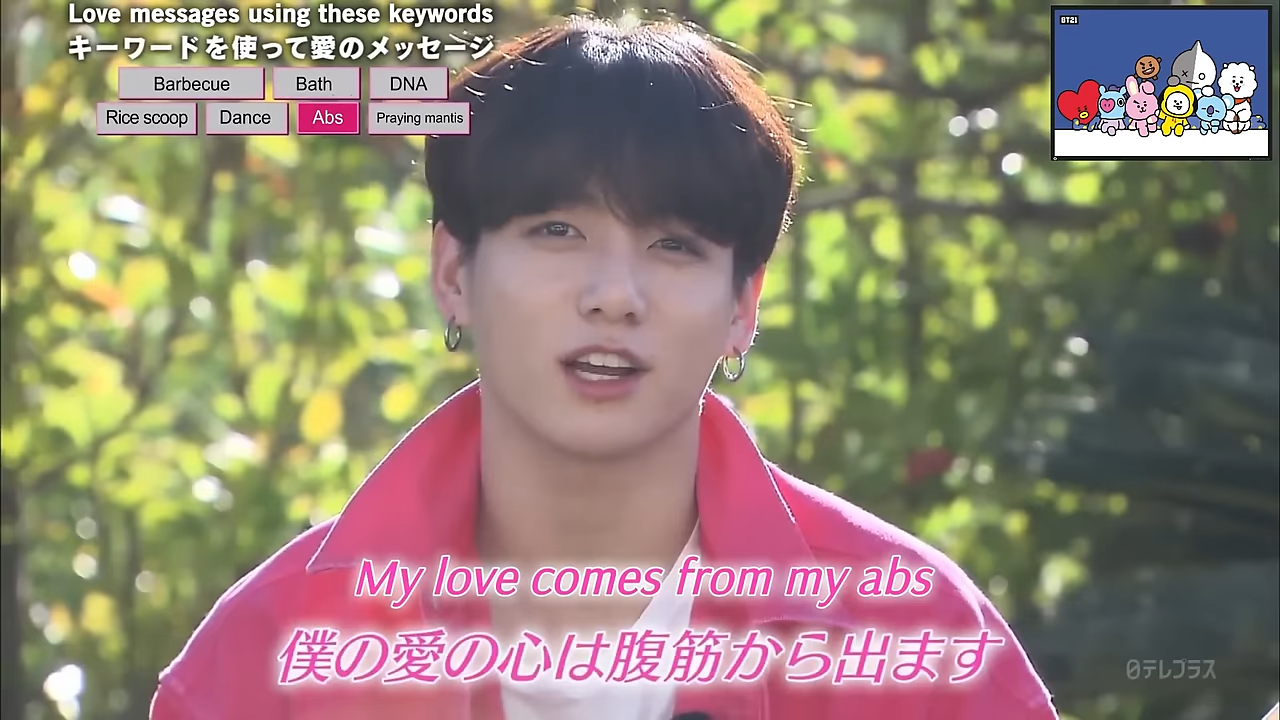 Love messages using these keywords
キーワードを使って愛のメッセージ
Barbecue Bath DNA
Rice scoop Dance Abs Praying mantis
BT21
My love comes from my abs
僕の愛の心は腹筋から出ます
日テレプラス